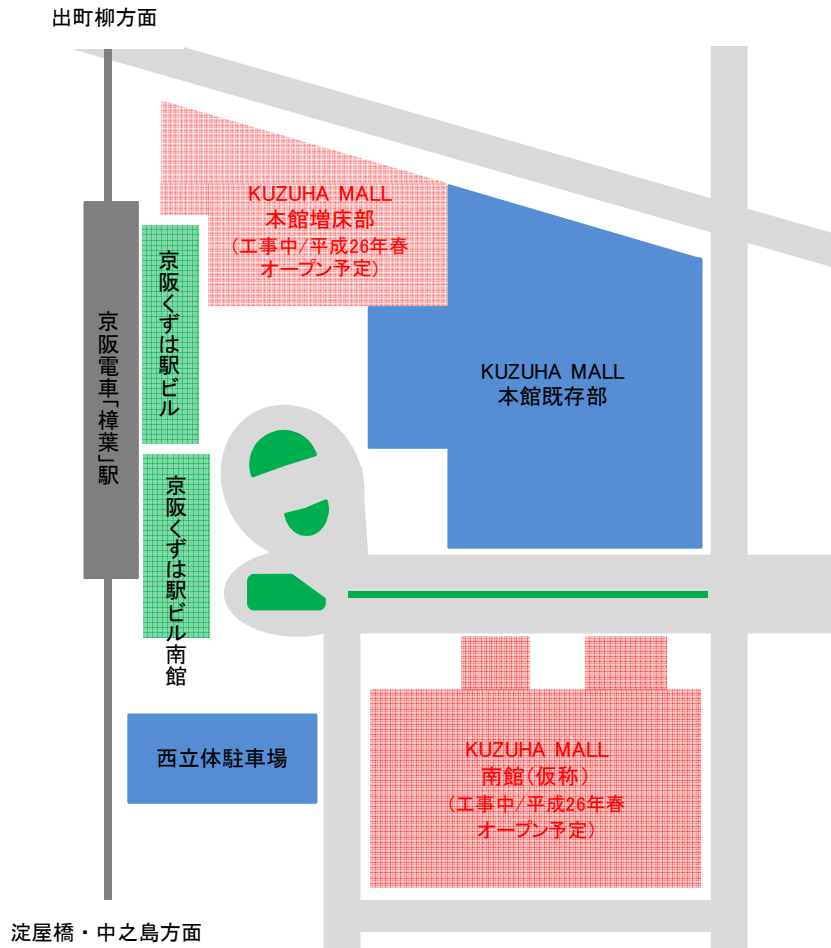 出町柳方面
KUZUHA MALL
本館増床部
(工事中/平成26年春
オープン予定)
京阪くずは駅ビル
京阪電車「樟葉」駅
KUZUHA MALL
本館既存部
京阪くずは駅ビル南館
西立体駐車場
KUZUHA MALL
南館(仮称)
(工事中/平成26年春
オープン予定)
淀屋橋・中之島方面